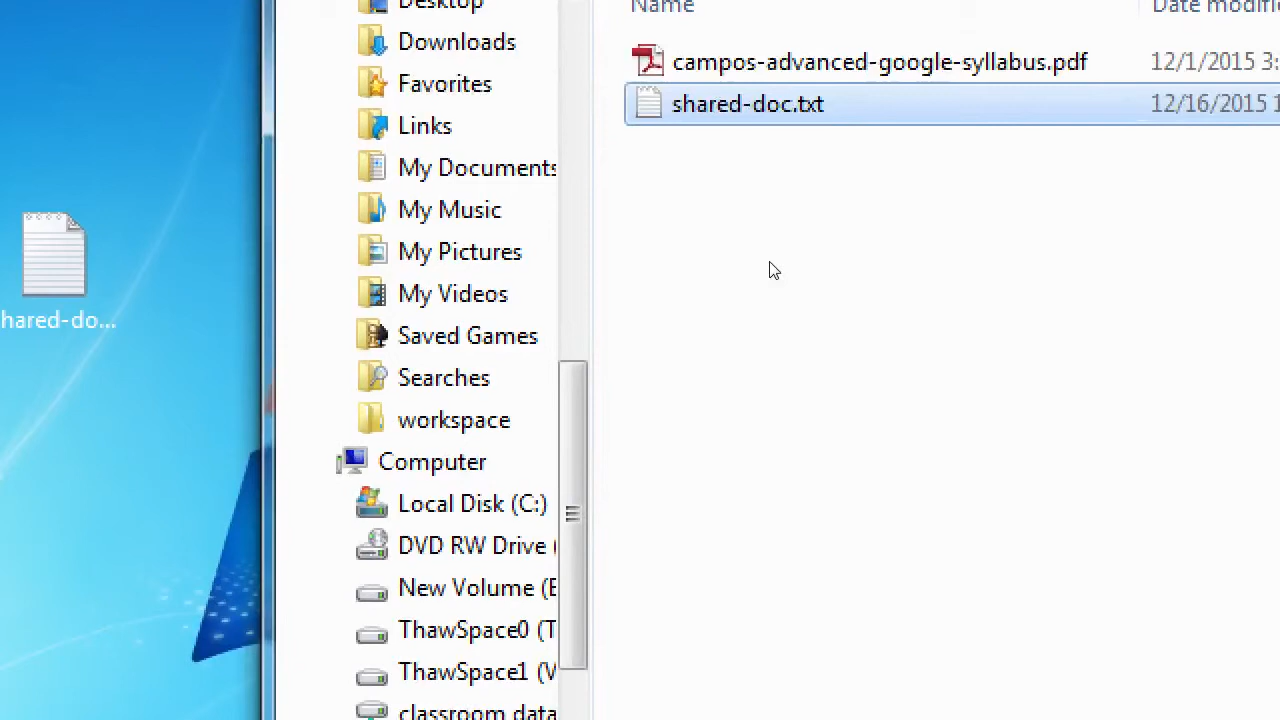 Name
Date modifie
campos-advanced-google-syllabus.pdf
12/1/2015 3:
shared-doc.txt
12/16/2015 1
hared-do...
Desktop
Downloads
Favorites
Links
My Documents
My Music
My Pictures
My Videos
Saved Games
Searches
workspace
Computer
Local Disk (C:)
DVD RW Drive (
New Volume (E
ThawSpace0 (T
ThawSpace1 (V
classroom data